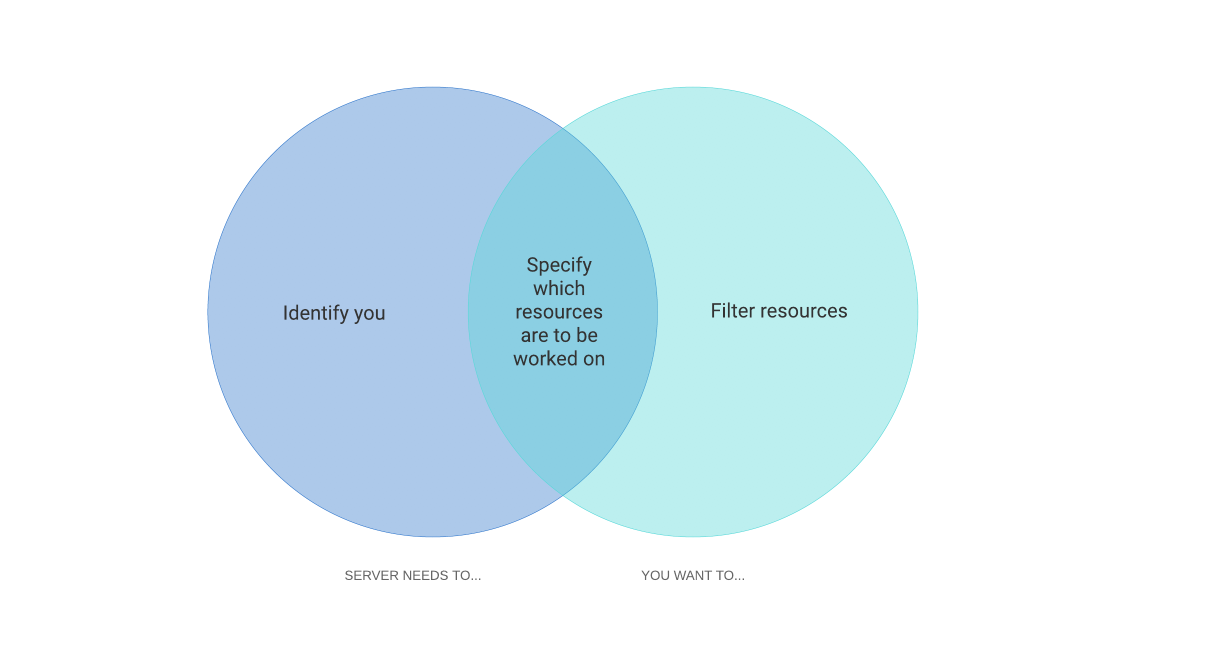 Identify you
Specify
which
resources
are to be
worked on
Filter resources
SERVER NEEDS TO...
YOU WANT TO...